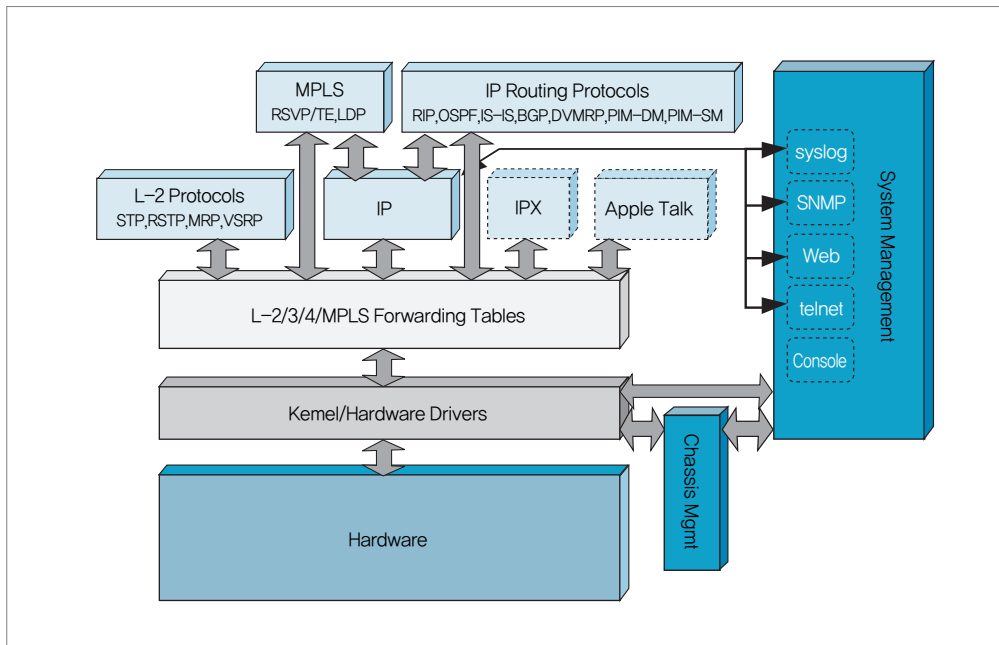 MPLS
RSVP/TE,LDP
IP Routing Protocols
RIP,OSPF,IS-IS,BGP,DVMRP,PIM-DM,PIM-SM
L-2 Protocols
STP,RSTP,MRP,VSRP
IP
IPX
Apple Talk
L-2/3/4/MPLS Forwarding Tables
Kemel/Hardware Drivers
Hardware
Chassis Mgmt
syslog
SNMP
Web
telnet
Console
System Management